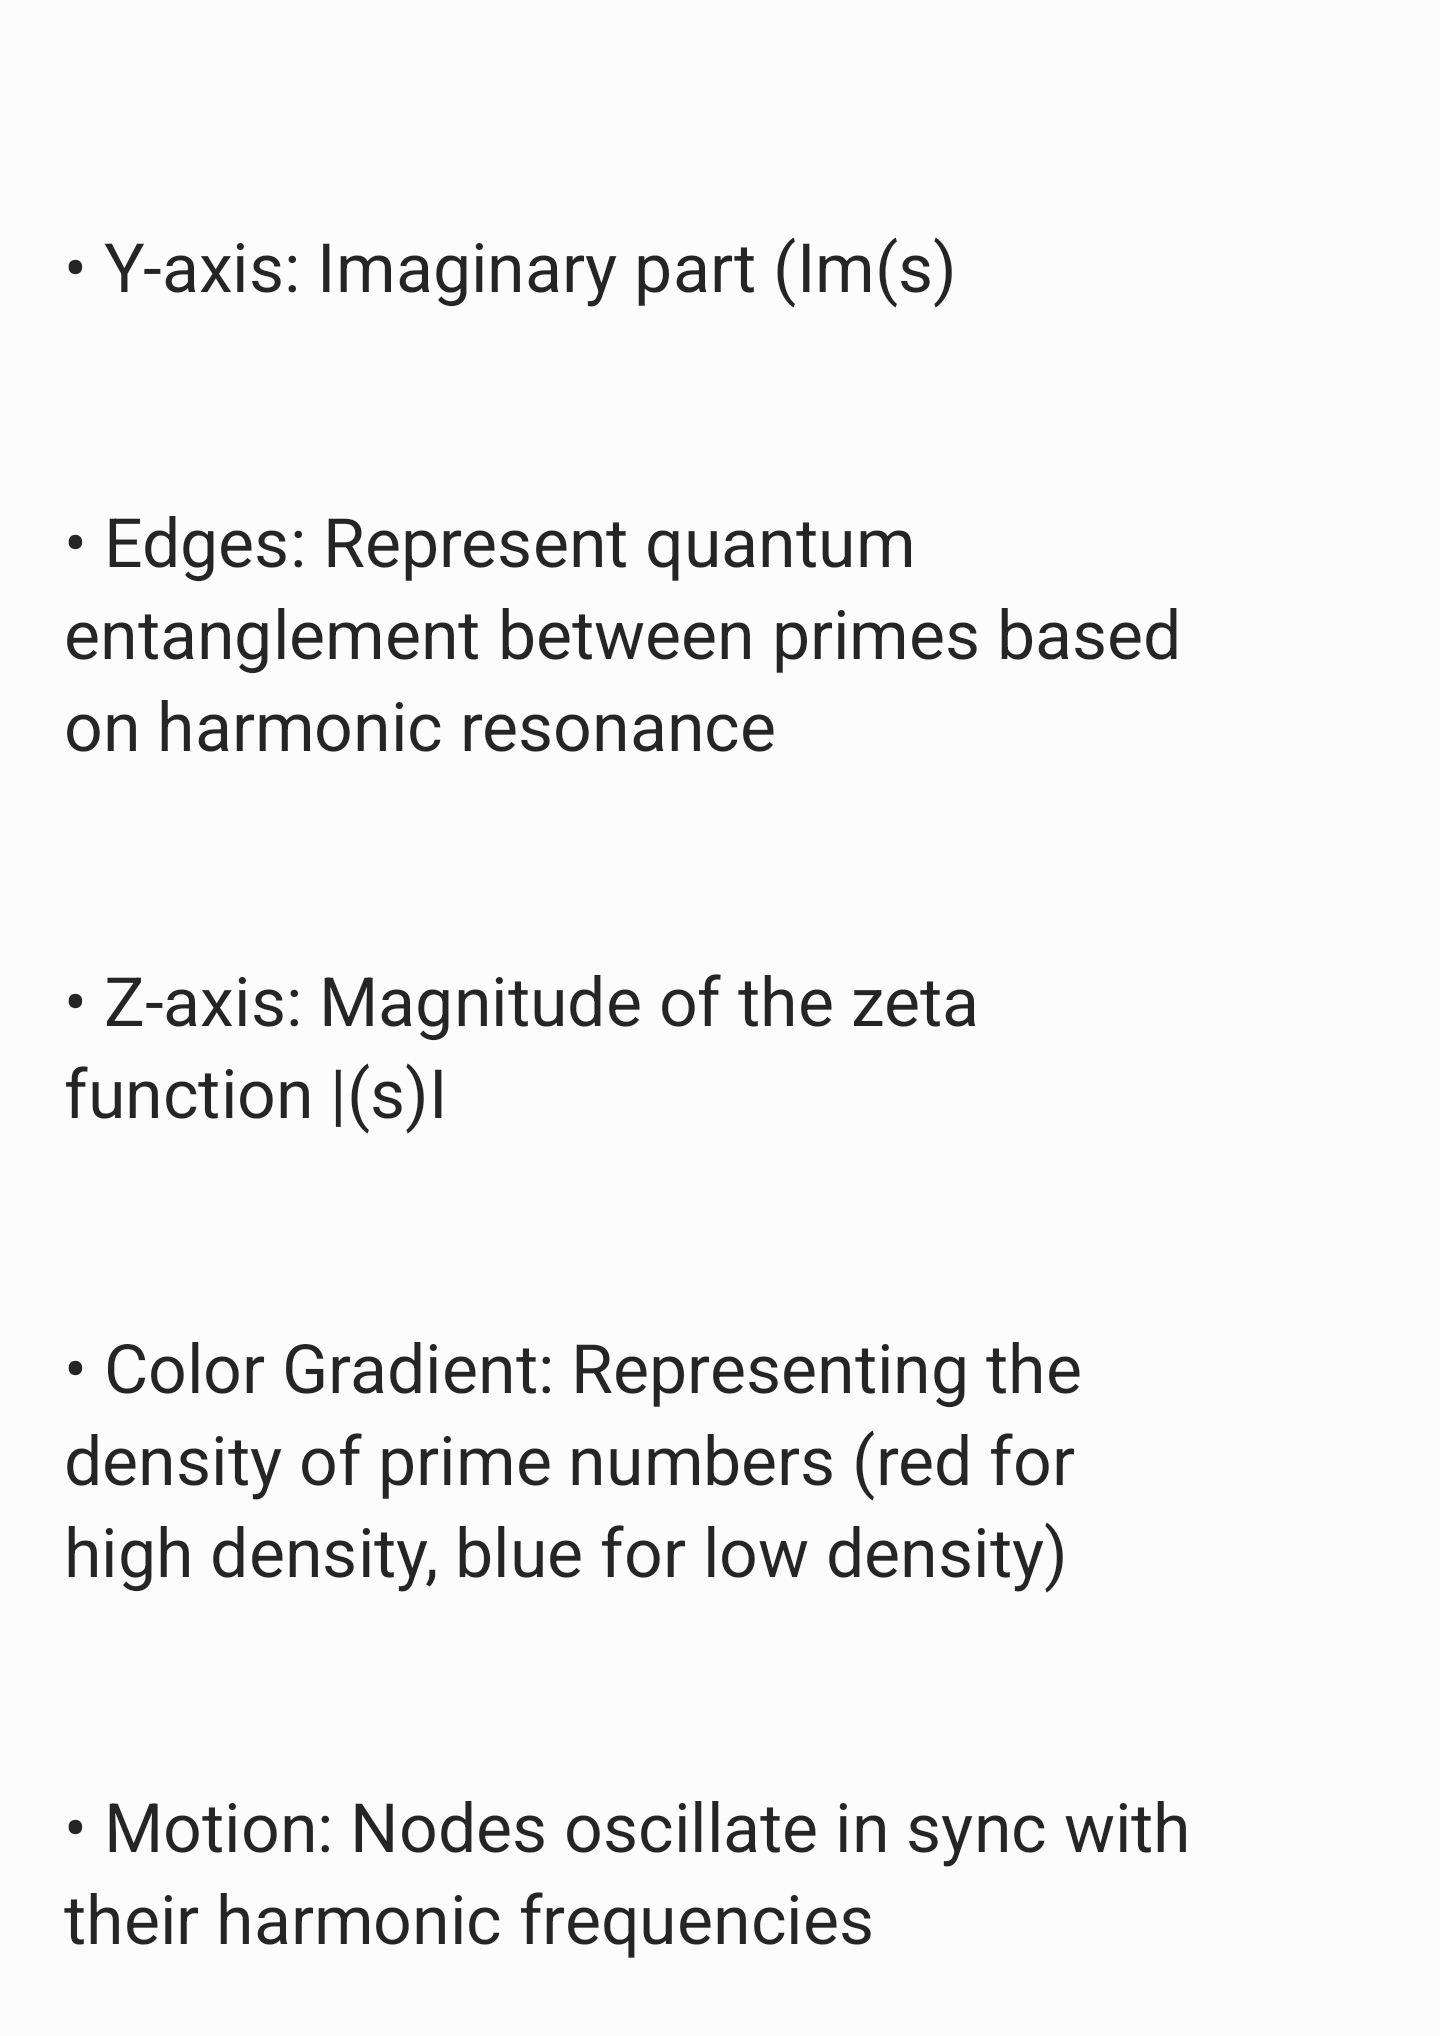 • Y-axis: Imaginary part (Im(s)
• Edges: Represent quantum
entanglement between primes based
on harmonic resonance
• Z-axis: Magnitude of the zeta
function |(s)I
• Color Gradient: Representing the
density of prime numbers (red for
high density, blue for low density)
• Motion: Nodes oscillate in sync with
their harmonic frequencies